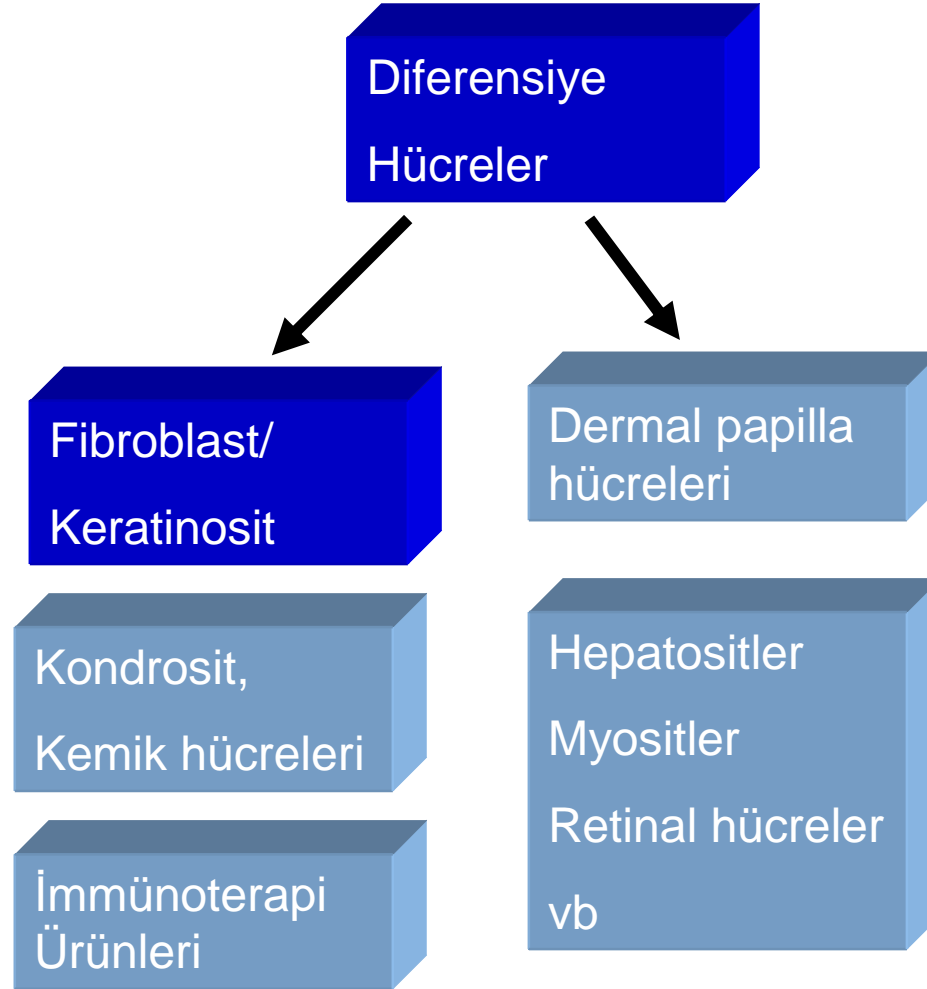 Diferensiye
Hücreler
Fibroblast/
Keratinosit
Kondrosit,
Kemik hücreleri
İmmünoterapi
Ürünleri
Dermal papilla
hücreleri
Hepatositler
Myositler
Retinal hücreler
vb